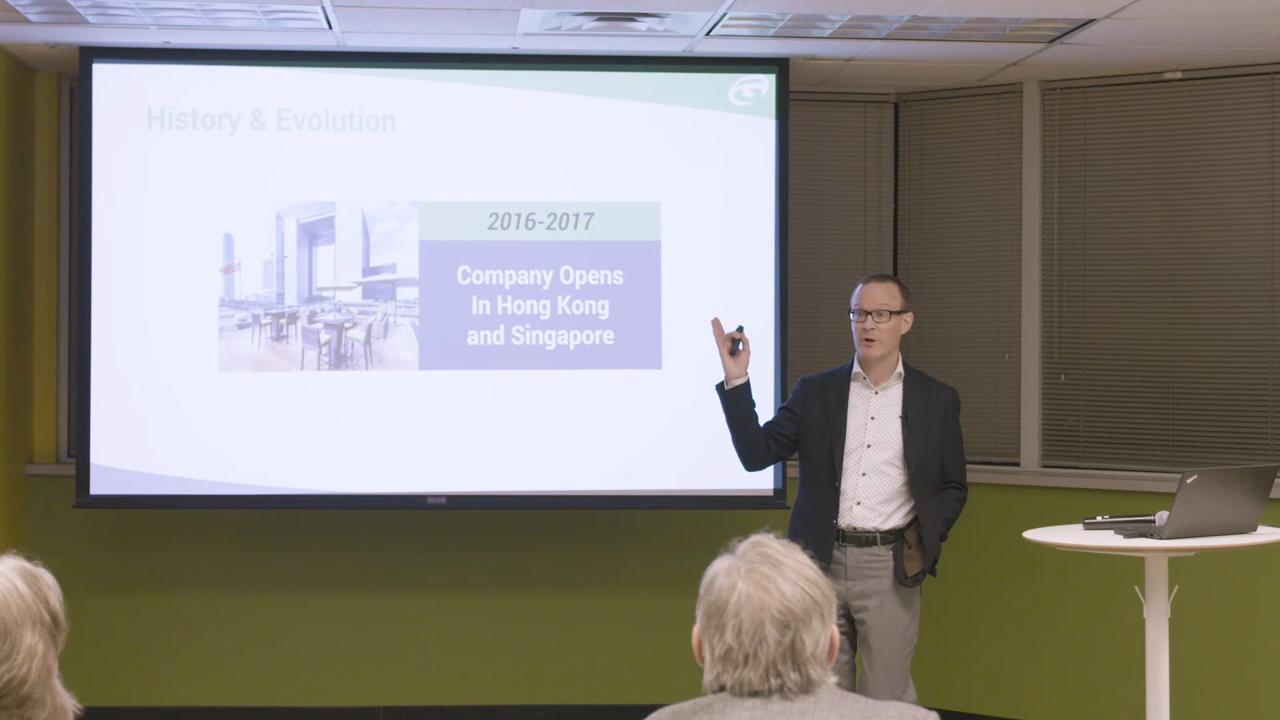 History & Evolution
2016-2017
Company Opens
In Hong Kong
and Singapore